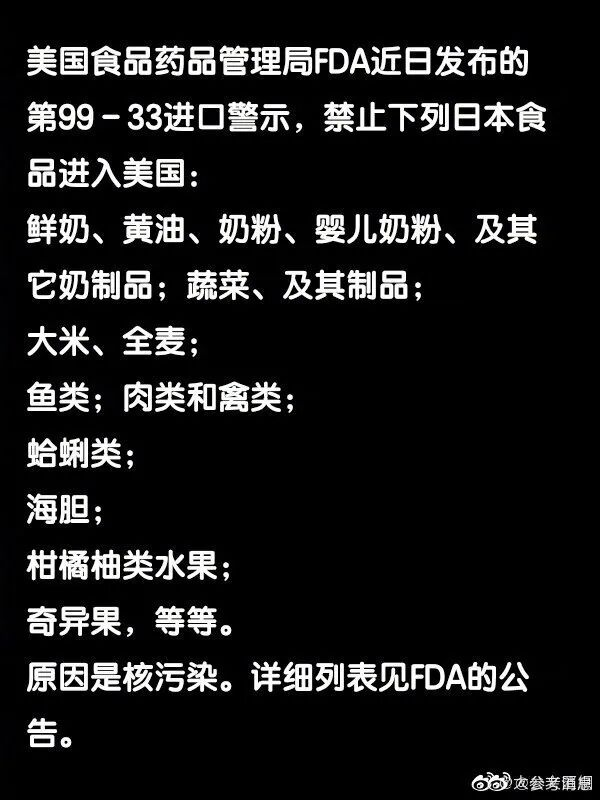 美国食品药品管理局FDA近日发布的
第99-33进口警示，禁止下列日本食
品进入美国：
鲜奶、黄油、奶粉、婴儿奶粉、及其
它奶制品；蔬菜、及其制品；
大米、全麦；
鱼类；肉类和禽类；
蛤蜊类；
海胆；
柑橘柚类水果；
奇异果，等等。
原因是核污染。详细列表见FDA的公
告。